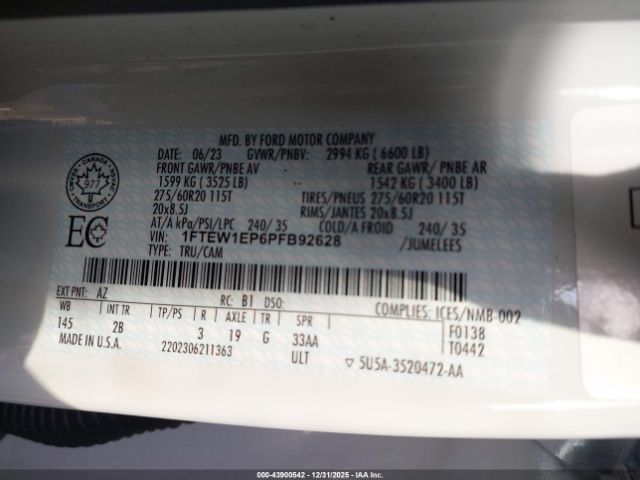 MFD. BY FORD MOTOR COMPANY
DATE: 06/23 GVWR/PNBV: 2994 KG ( 6600 LB)
FRONT GAWR/PNBE AV REAR GAWR/ PNBE AR
1599 KG ( 3525 LB) -- 1542 KG ( 3400 LB)
275/60R20 115T TIRES/PNEUS 275/60R20 115T
20x8.5J RIMS/JANTES 20x8.5J
AT/A kPa/PSI/LPC 240/ 35 COLD/A FROID 240/ 35
VIN: 1FTEW1EP6PFB92628 /JUMELEES
TYPE: TRU/CAM
CANADA
977
TRANSPORT
EC
EXT PNT: AZ RC: B1 DSO: COMPLIES: ICES/NMB 002
WB INT TR TP/PS R AXLE TR SPR F0138
145 2B 3 19 G 33AA T0442
MADE IN U.S.A. 2202306211363 ULT 5U5A-3520472-AA
000-43900542 - 12/31/2025 - IAAI.COM